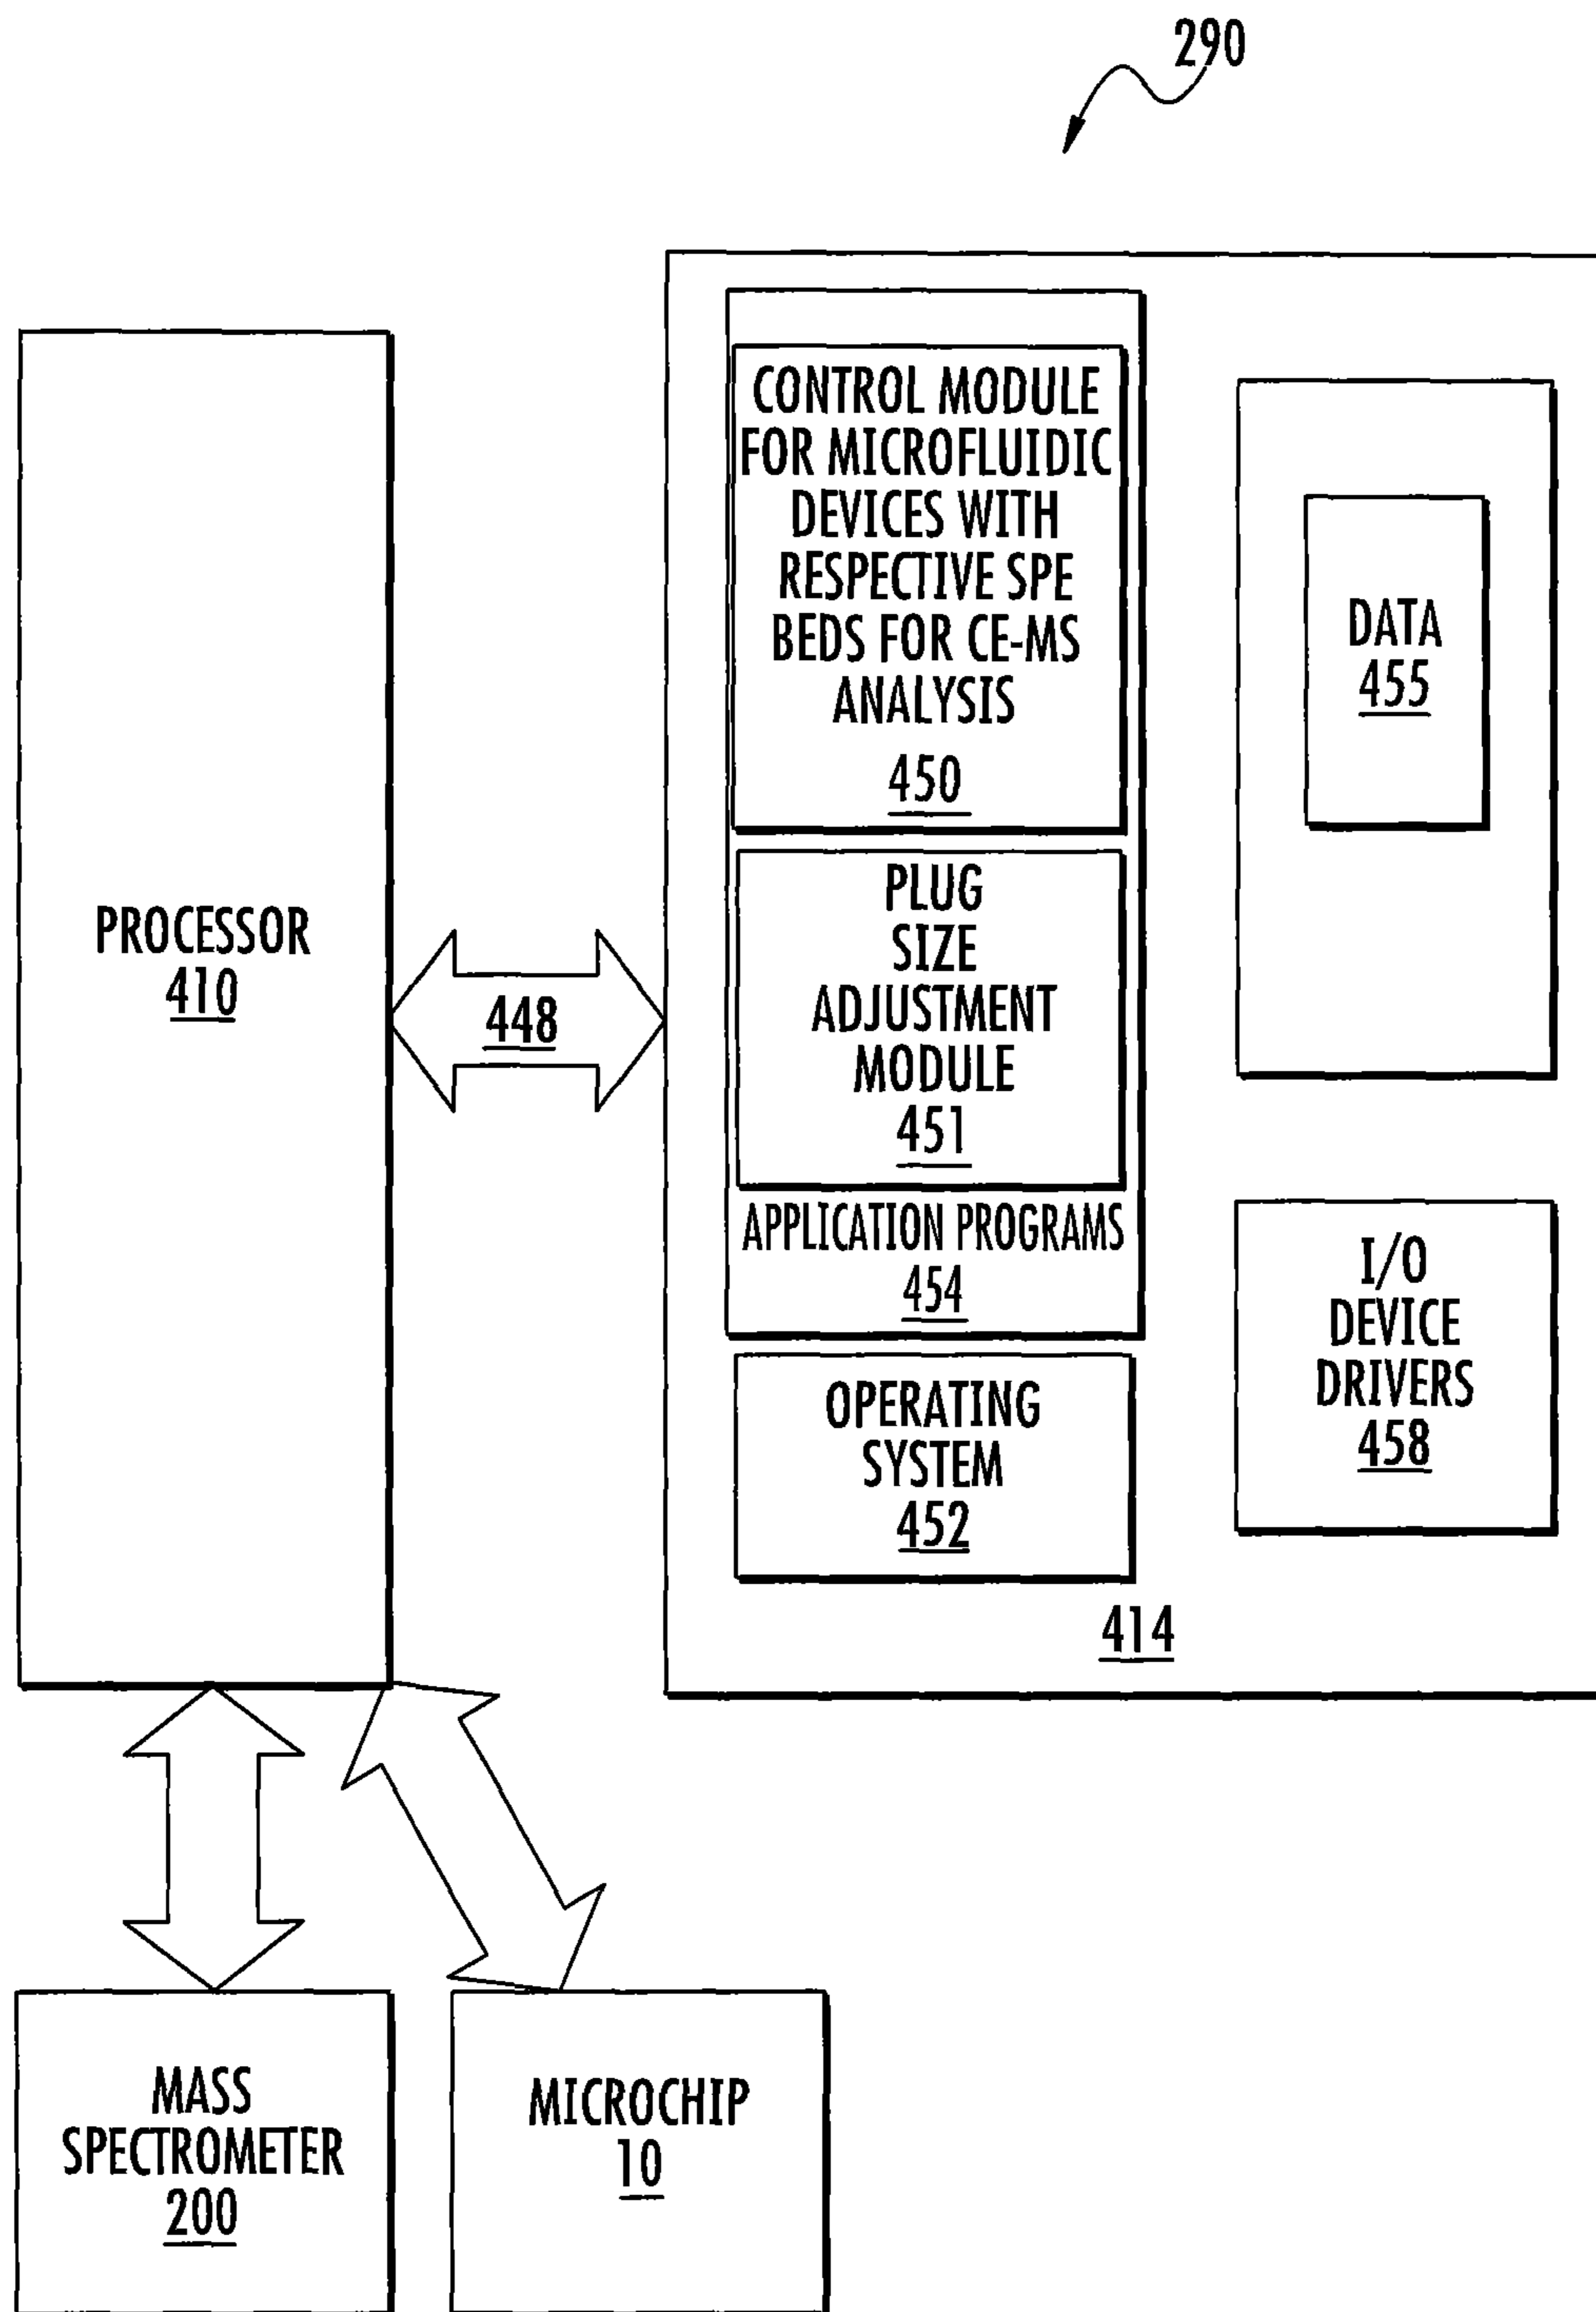 290
PROCESSOR
410
448
CONTROL MODULE
FOR MICROFLUIDIC
DEVICES WITH
RESPECTIVE SPE
BEDS FOR CE-MS
ANALYSIS
450
PLUG
SIZE
ADJUSTMENT
MODULE
451
APPLICATION PROGRAMS
454
OPERATING
SYSTEM
452
DATA
455
I/O
DEVICE
DRIVERS
458
414
MASS
SPECTROMETER
200
MICROCHIP
10